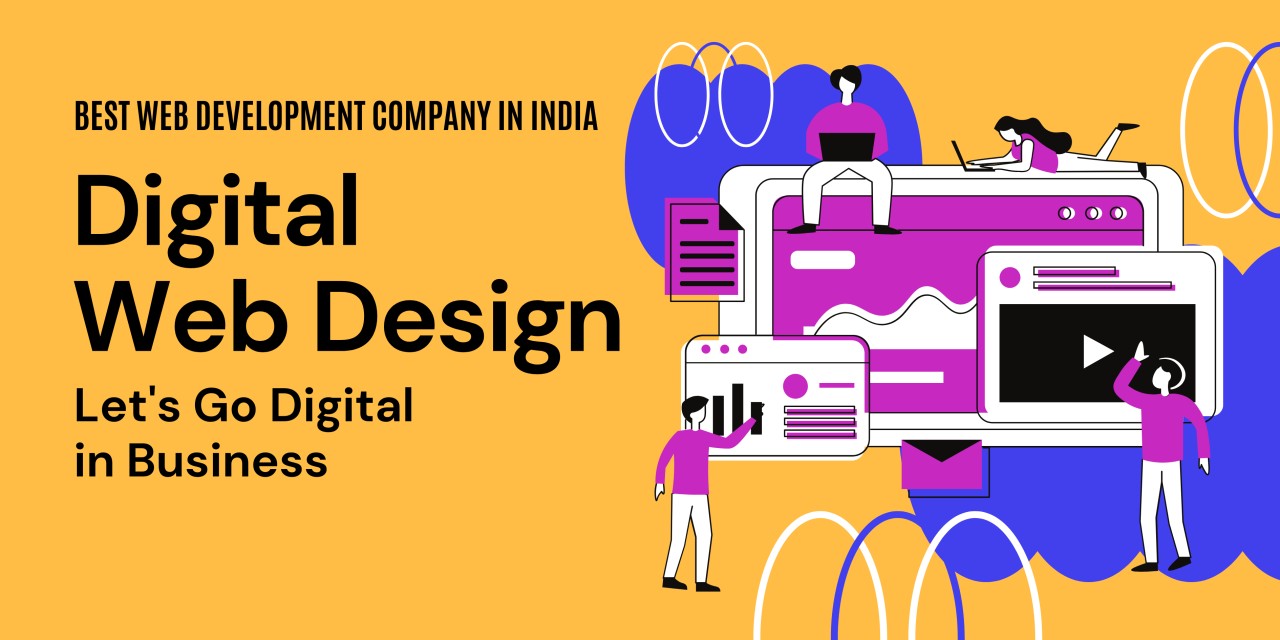 BEST WEB DEVELOPMENT COMPANY IN INDIA
Digital
Web Design
Let's Go Digital
in Business